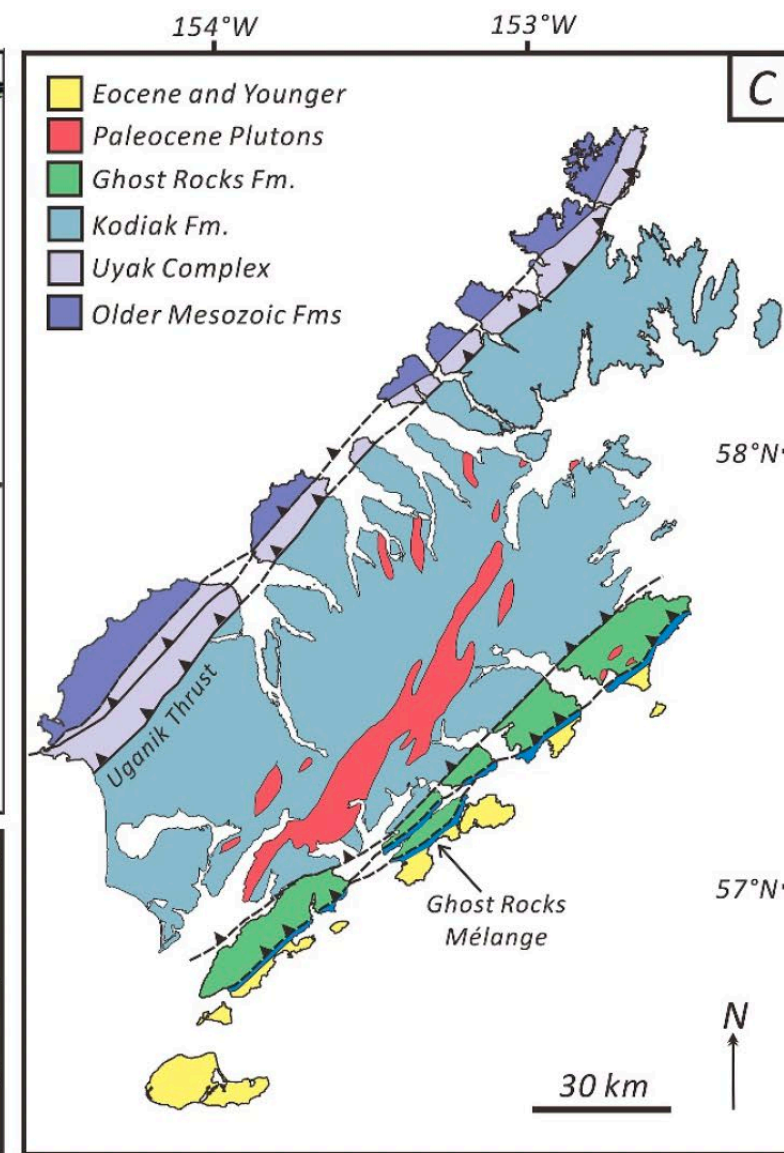 154°W
153°W
C
Eocene and Younger
Paleocene Plutons
Ghost Rocks Fm.
Kodiak Fm.
Uyak Complex
Older Mesozoic Fms
58°N
Uganik Thrust
57°N
Ghost Rocks
Mélange
N
30 km